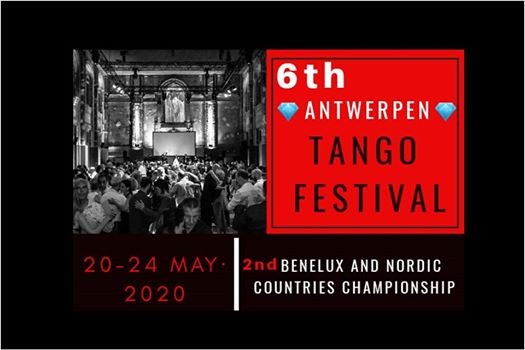 6th
💎 ANTWERPEN 💎
TANGO
FESTIVAL
20-24 MAY·
2020
2nd BENELUX AND NORDIC
COUNTRIES CHAMPIONSHIP